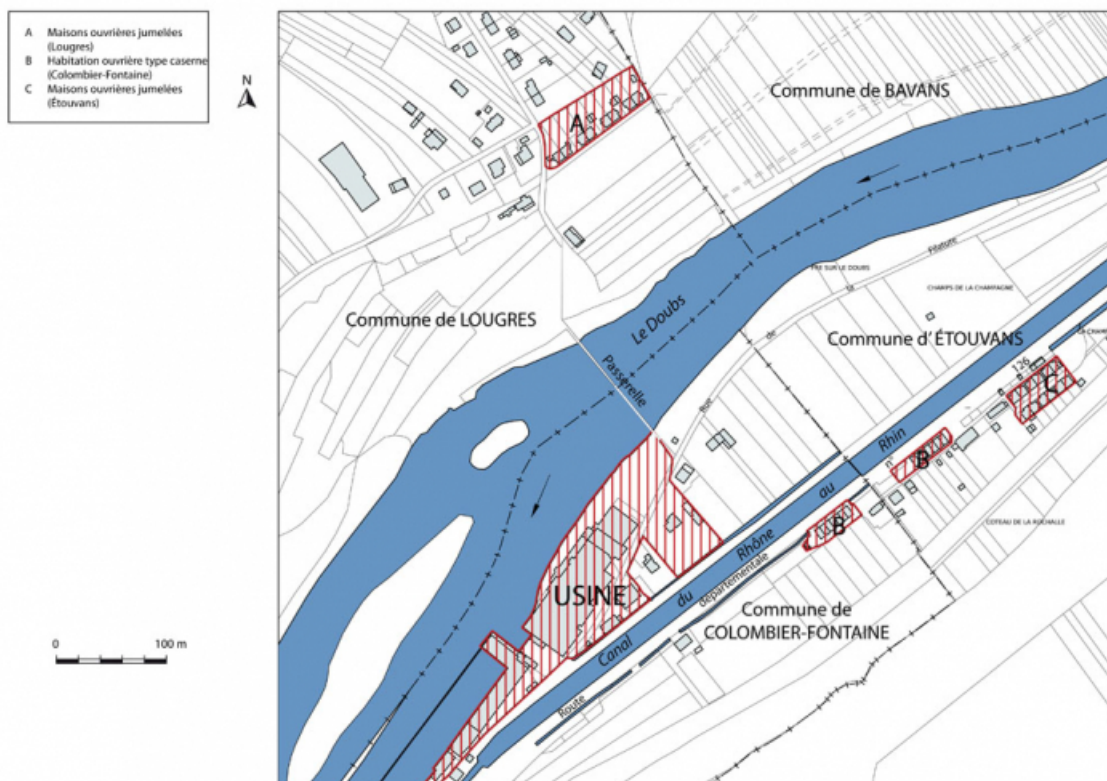 A Maisons ouvrières jumelées
(Lougres)
B Habitation ouvrière type caserne
(Colombier-Fontaine)
C Maisons ouvrières jumelées
(Étouvans)
N
Commune de BAVANS
A
Filature
PRE SUR LE DOUBS
CHAMPS DE LA CHAMPAGNE
Commune de LOUGRES
Le Doubs
la
de
Rue
Commune d'ÉTOUVANS
Passerelle
126
C
n°
B
Rhin
au
Rhône
du
Canal
B
COTEAU DE LA
USINE
départementale
Route
Commune de
COLOMBIER-FONTAINE
0 100 m